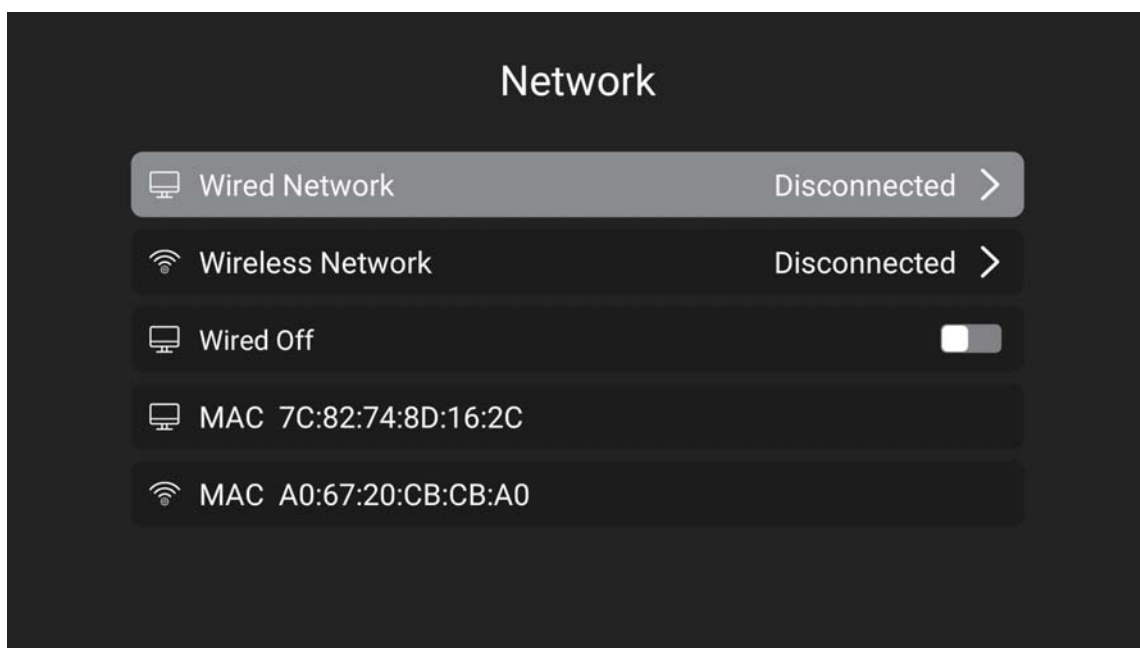 Network
Wired Network Disconnected
Wireless Network Disconnected
Wired Off
MAC 7C:82:74:8D:16:2C
MAC A0:67:20:CB:CB:A0